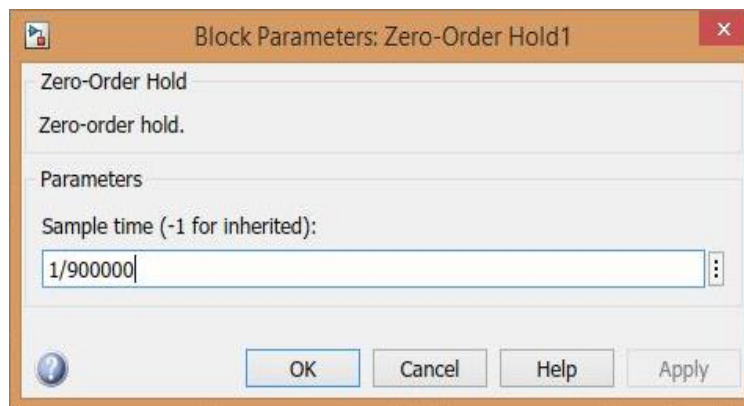 Block Parameters: Zero-Order Hold1
Zero-Order Hold
Zero-order hold.
Parameters
Sample time (-1 for inherited):
1/900000
OK Cancel Help Apply